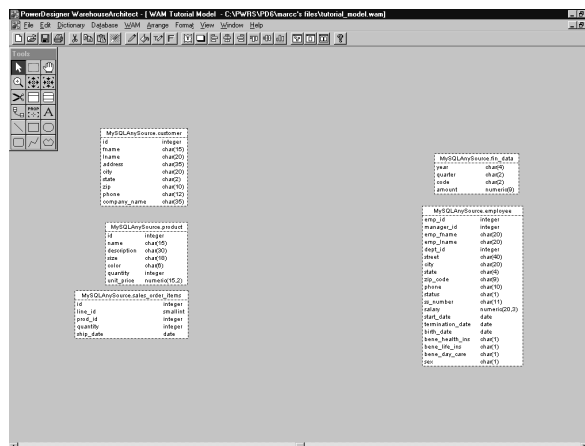 PowerDesigner WarehouseArchitect - [ WAM Tutorial Model - C:\PWRS\PD6\marcc's files\tutorial_model.wam]
File Edit Dictionary Database WAM Arrange Format View Window Help
Tools
MySQLAnySource.customer
id integer
fname char(15)
lname char(20)
address char(35)
city char(20)
state char(2)
zip char(10)
phone char(12)
company_name char(35)
MySQLAnySource.product
id integer
name char(15)
description char(30)
size char(18)
color char(6)
quantity integer
unit_price numeric(15,2)
MySQLAnySource.sales_order_items
id integer
line_id smallint
prod_id integer
quantity integer
ship_date date
MySQLAnySource.fin_data
year char(4)
quarter char(2)
code char(2)
amount numeric(9)
MySQLAnySource.employee
emp_id integer
manager_id integer
emp_fname char(20)
emp_lname char(20)
dept_id integer
street char(40)
city char(20)
state char(4)
zip_code char(9)
phone char(10)
status char(1)
ss_number char(11)
salary numeric(20,3)
start_date date
termination_date date
birth_date date
bene_health_ins char(1)
bene_life_ins char(1)
bene_day_care char(1)
sex char(1)